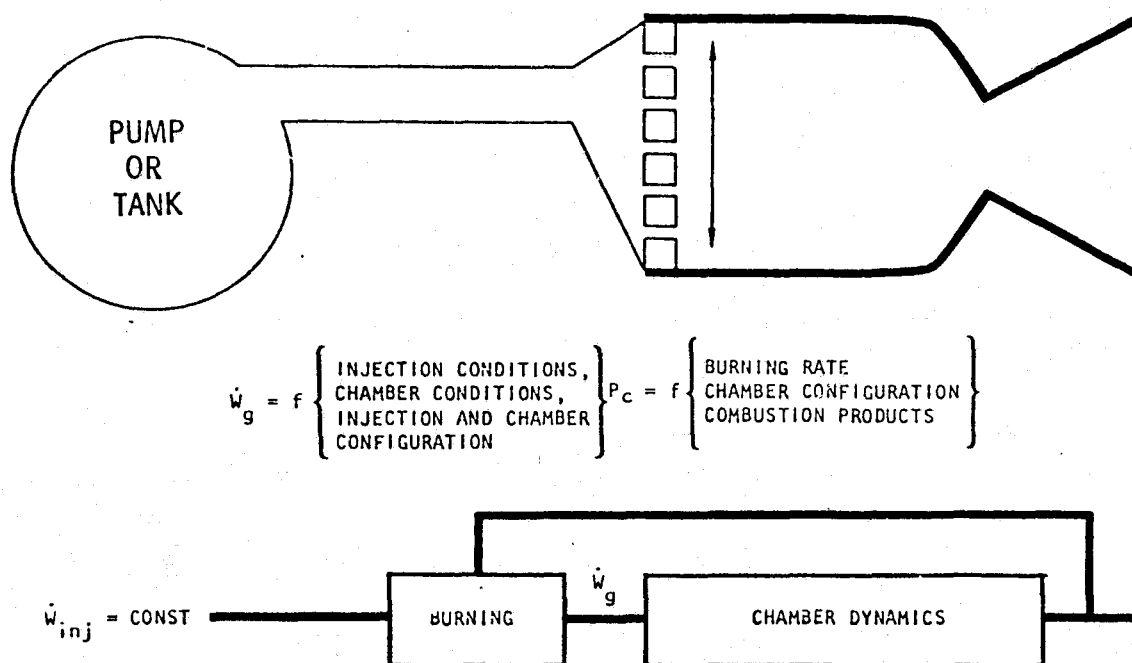 PUMP
OR
TANK
Ẇg = f { INJECTION CONDITIONS, CHAMBER CONDITIONS, INJECTION AND CHAMBER CONFIGURATION }
Pc = f { BURNING RATE CHAMBER CONFIGURATION COMBUSTION PRODUCTS }
Ẇinj = CONST
BURNING
Ẇg
CHAMBER DYNAMICS